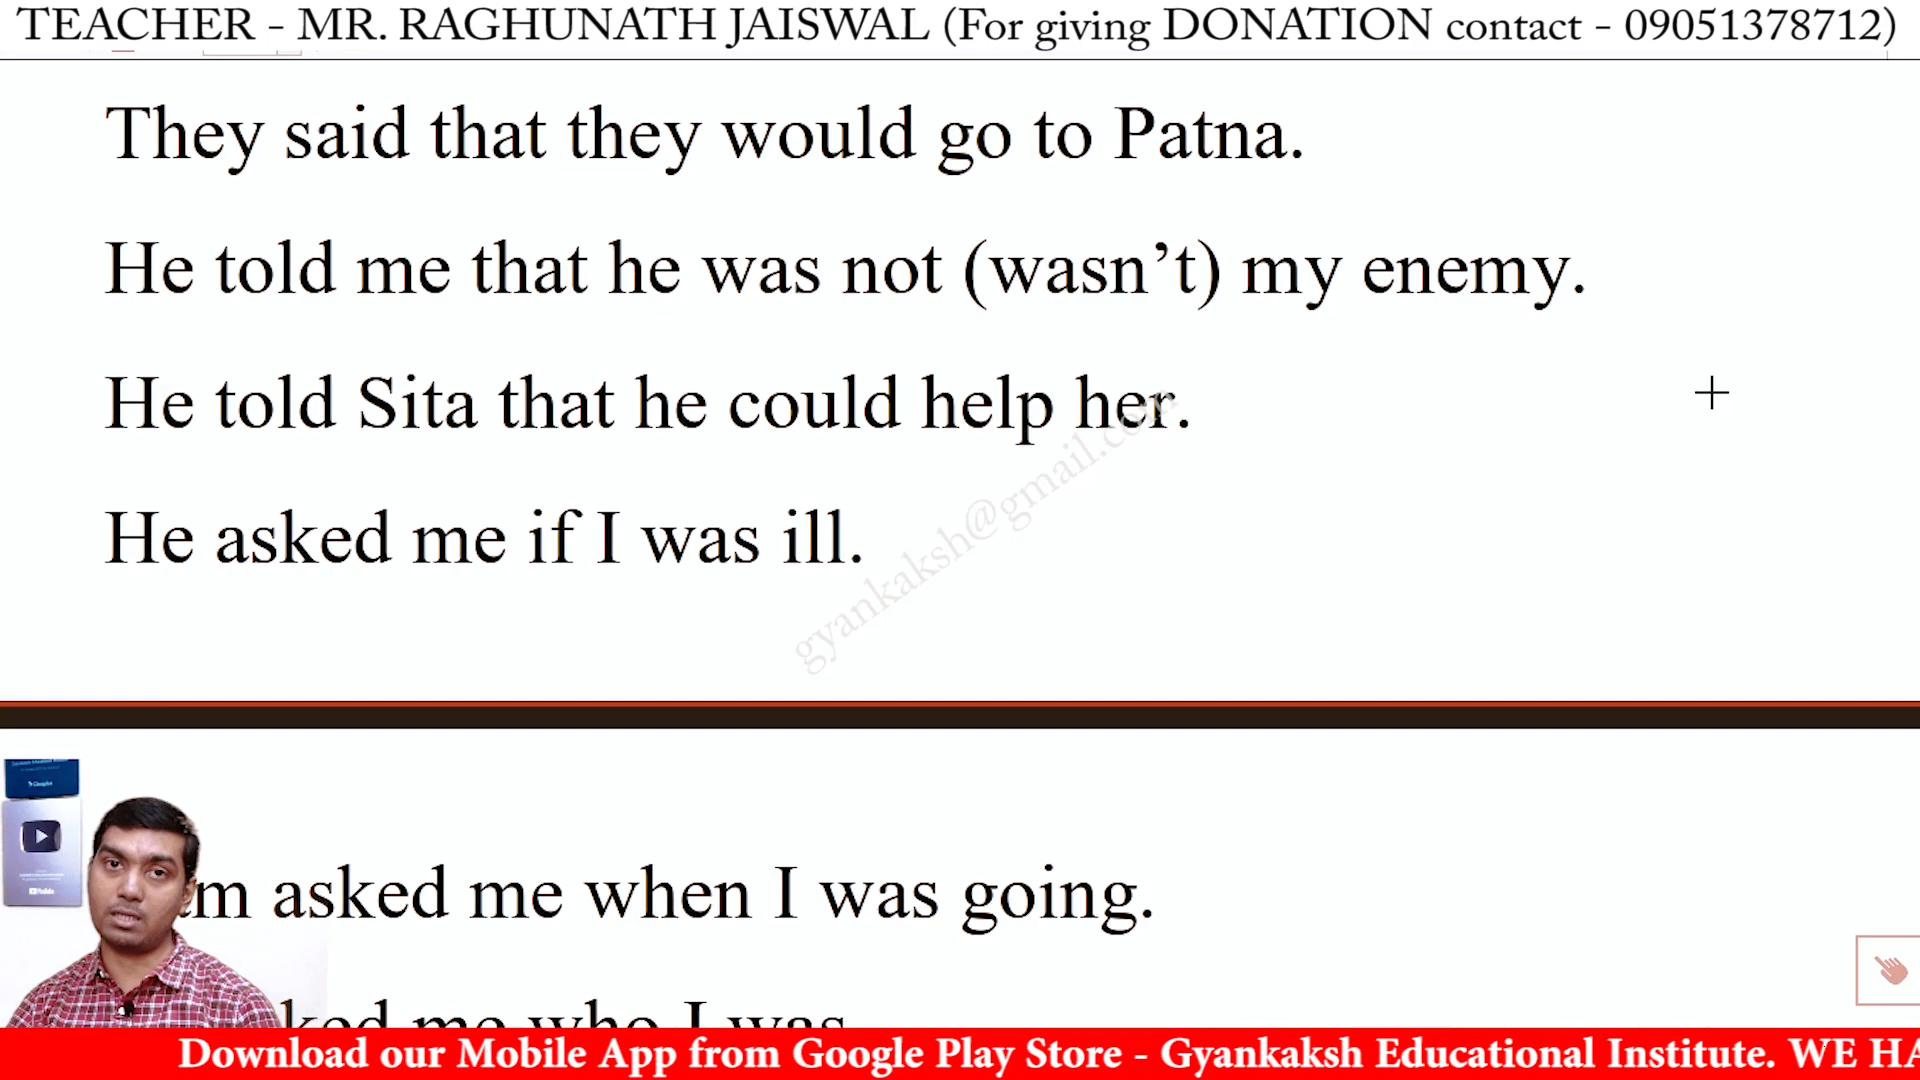 TEACHER - MR. RAGHUNATH JAISWAL (For giving DONATION contact - 09051378712)
They said that they would go to Patna.
He told me that he was not (wasn't) my enemy.
He told Sita that he could help her.
He asked me if I was ill.
gyankaksh@gmail.com
asked me when I was going.
me who I was
Download our Mobile App from Google Play Store - Gyankaksh Educational Institute. WE HA